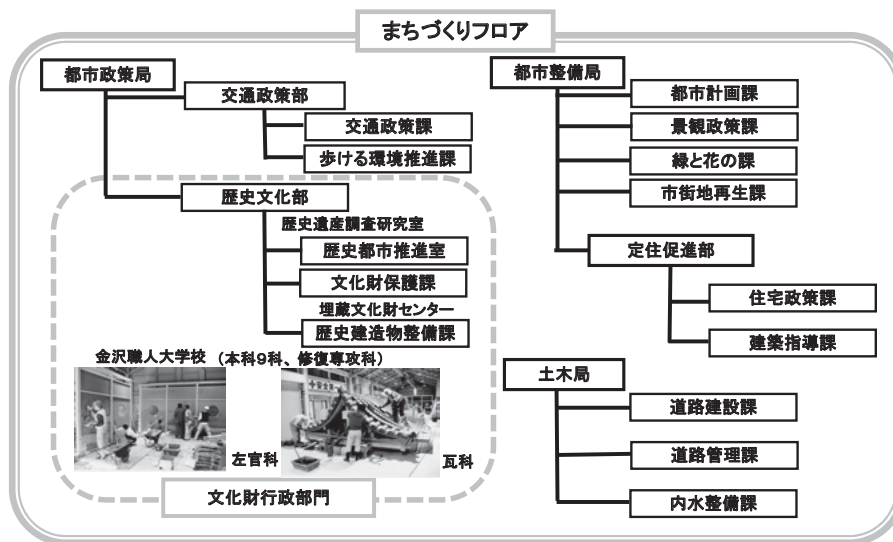 まちづくりフロア
都市政策局
交通政策部
交通政策課
歩ける環境推進課
歴史文化部
歴史遺産調査研究室
歴史都市推進室
文化財保護課
埋蔵文化財センター
歴史建造物整備課
金沢職人大学校 (本科9科、修復専攻科)
左官科
瓦科
文化財行政部門
都市整備局
都市計画課
景観政策課
緑と花の課
市街地再生課
定住促進部
住宅政策課
建築指導課
土木局
道路建設課
道路管理課
内水整備課